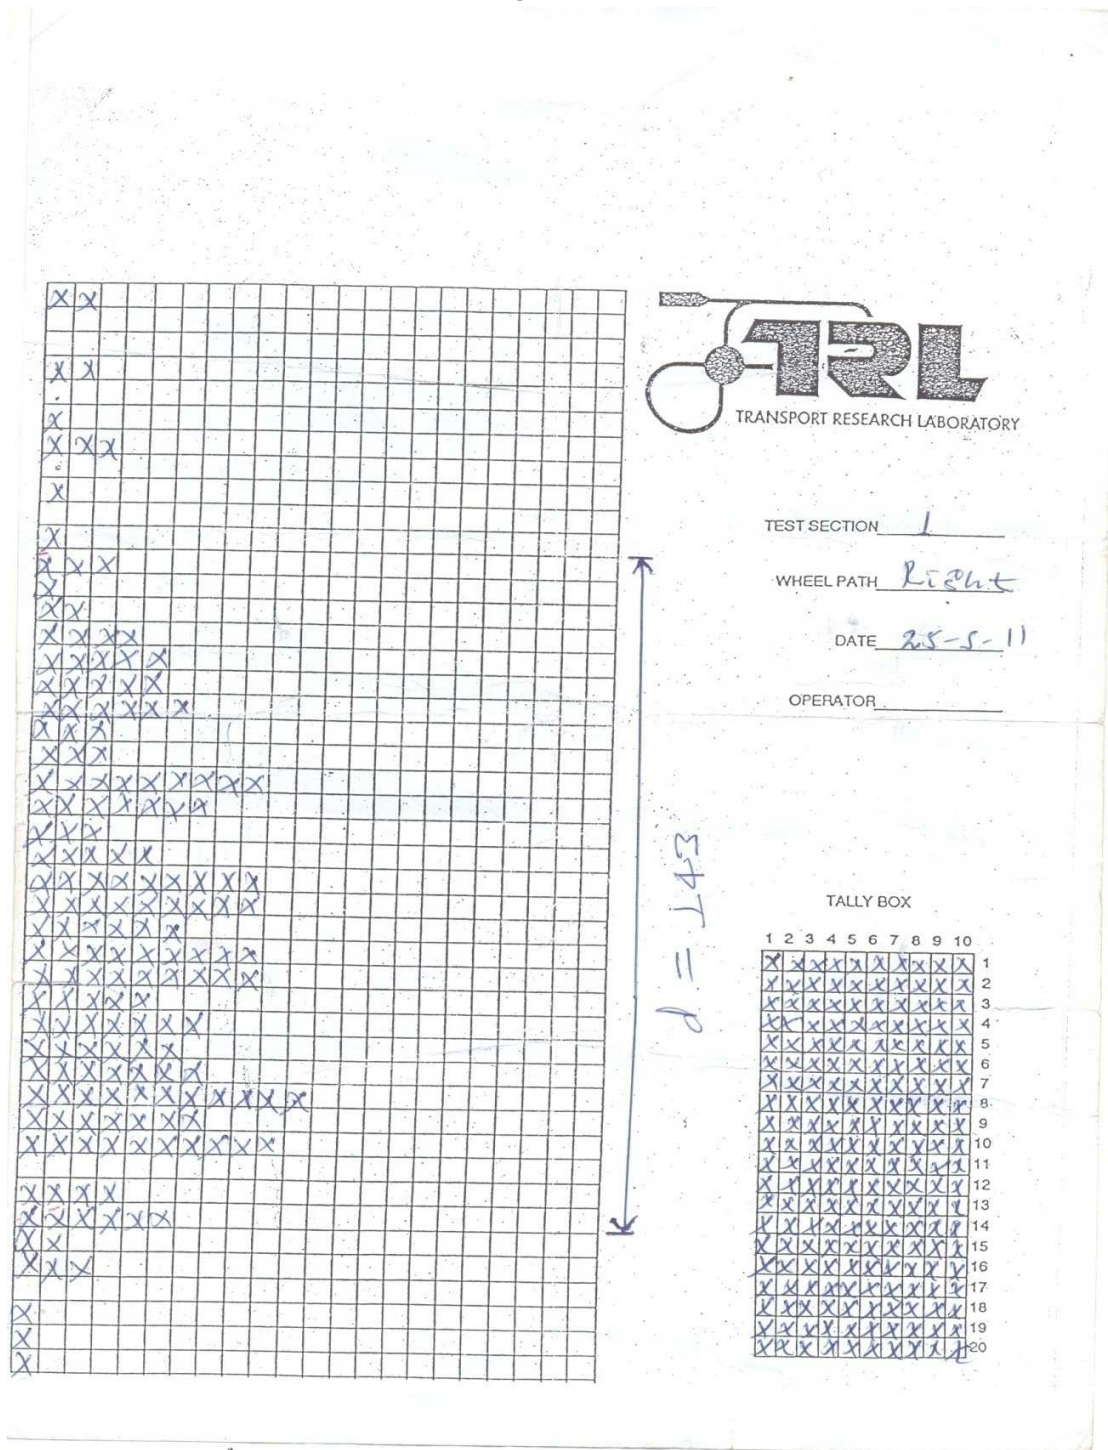 TRL
TRANSPORT RESEARCH LABORATORY
TEST SECTION 1
WHEEL PATH Right
DATE 25-5-11
OPERATOR
d = 143
TALLY BOX
1 2 3 4 5 6 7 8 9 10
1
2
3
4
5
6
7
8
9
10
11
12
13
14
15
16
17
18
19
20